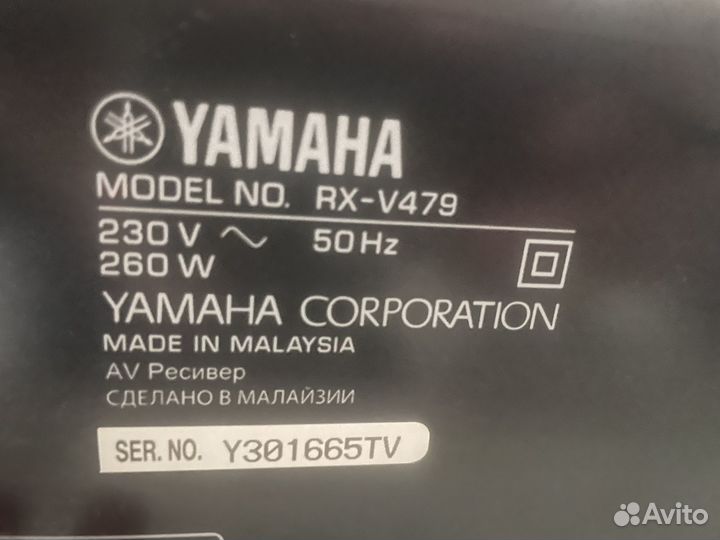 YAMAHA
MODEL NO. RX-V479
230 V ~ 50 Hz
260 W
YAMAHA CORPORATION
MADE IN MALAYSIA
AV Ресивер
СДЕЛАНО В МАЛАЙЗИИ
SER. NO. Y301665TV
Avito